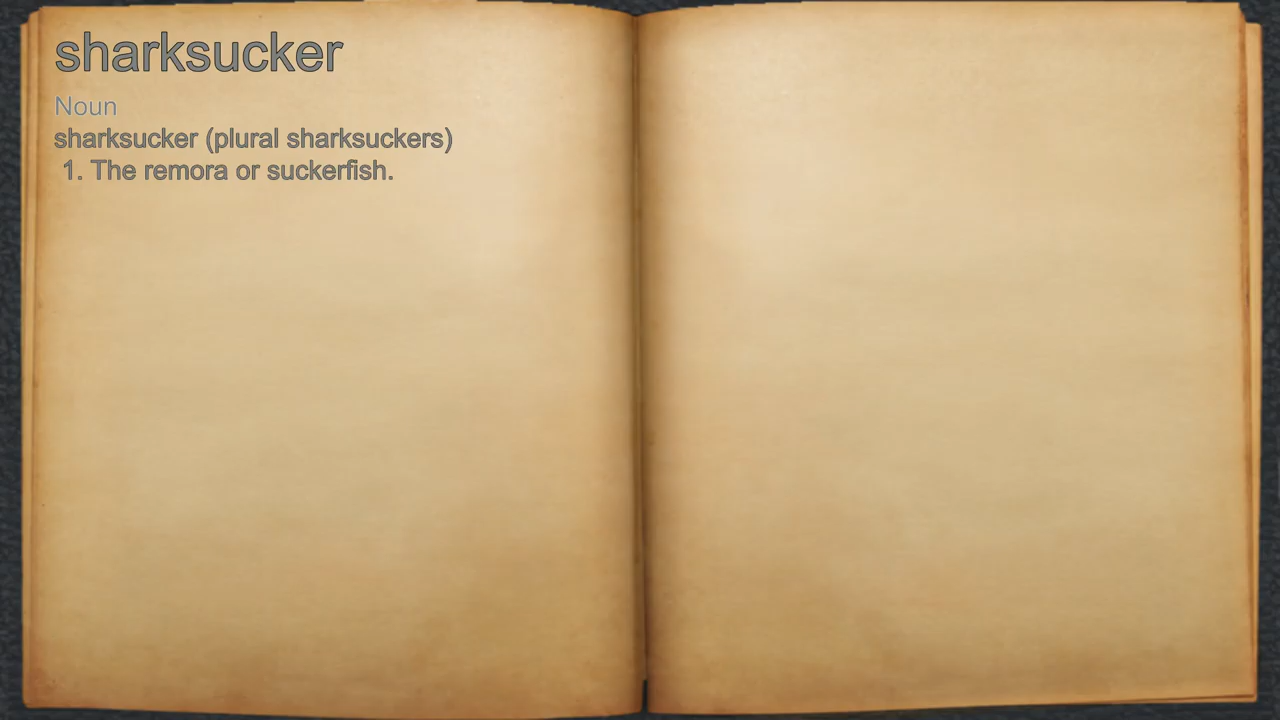 sharksucker
Noun
sharksucker (plural sharksuckers)
1. The remora or suckerfish.